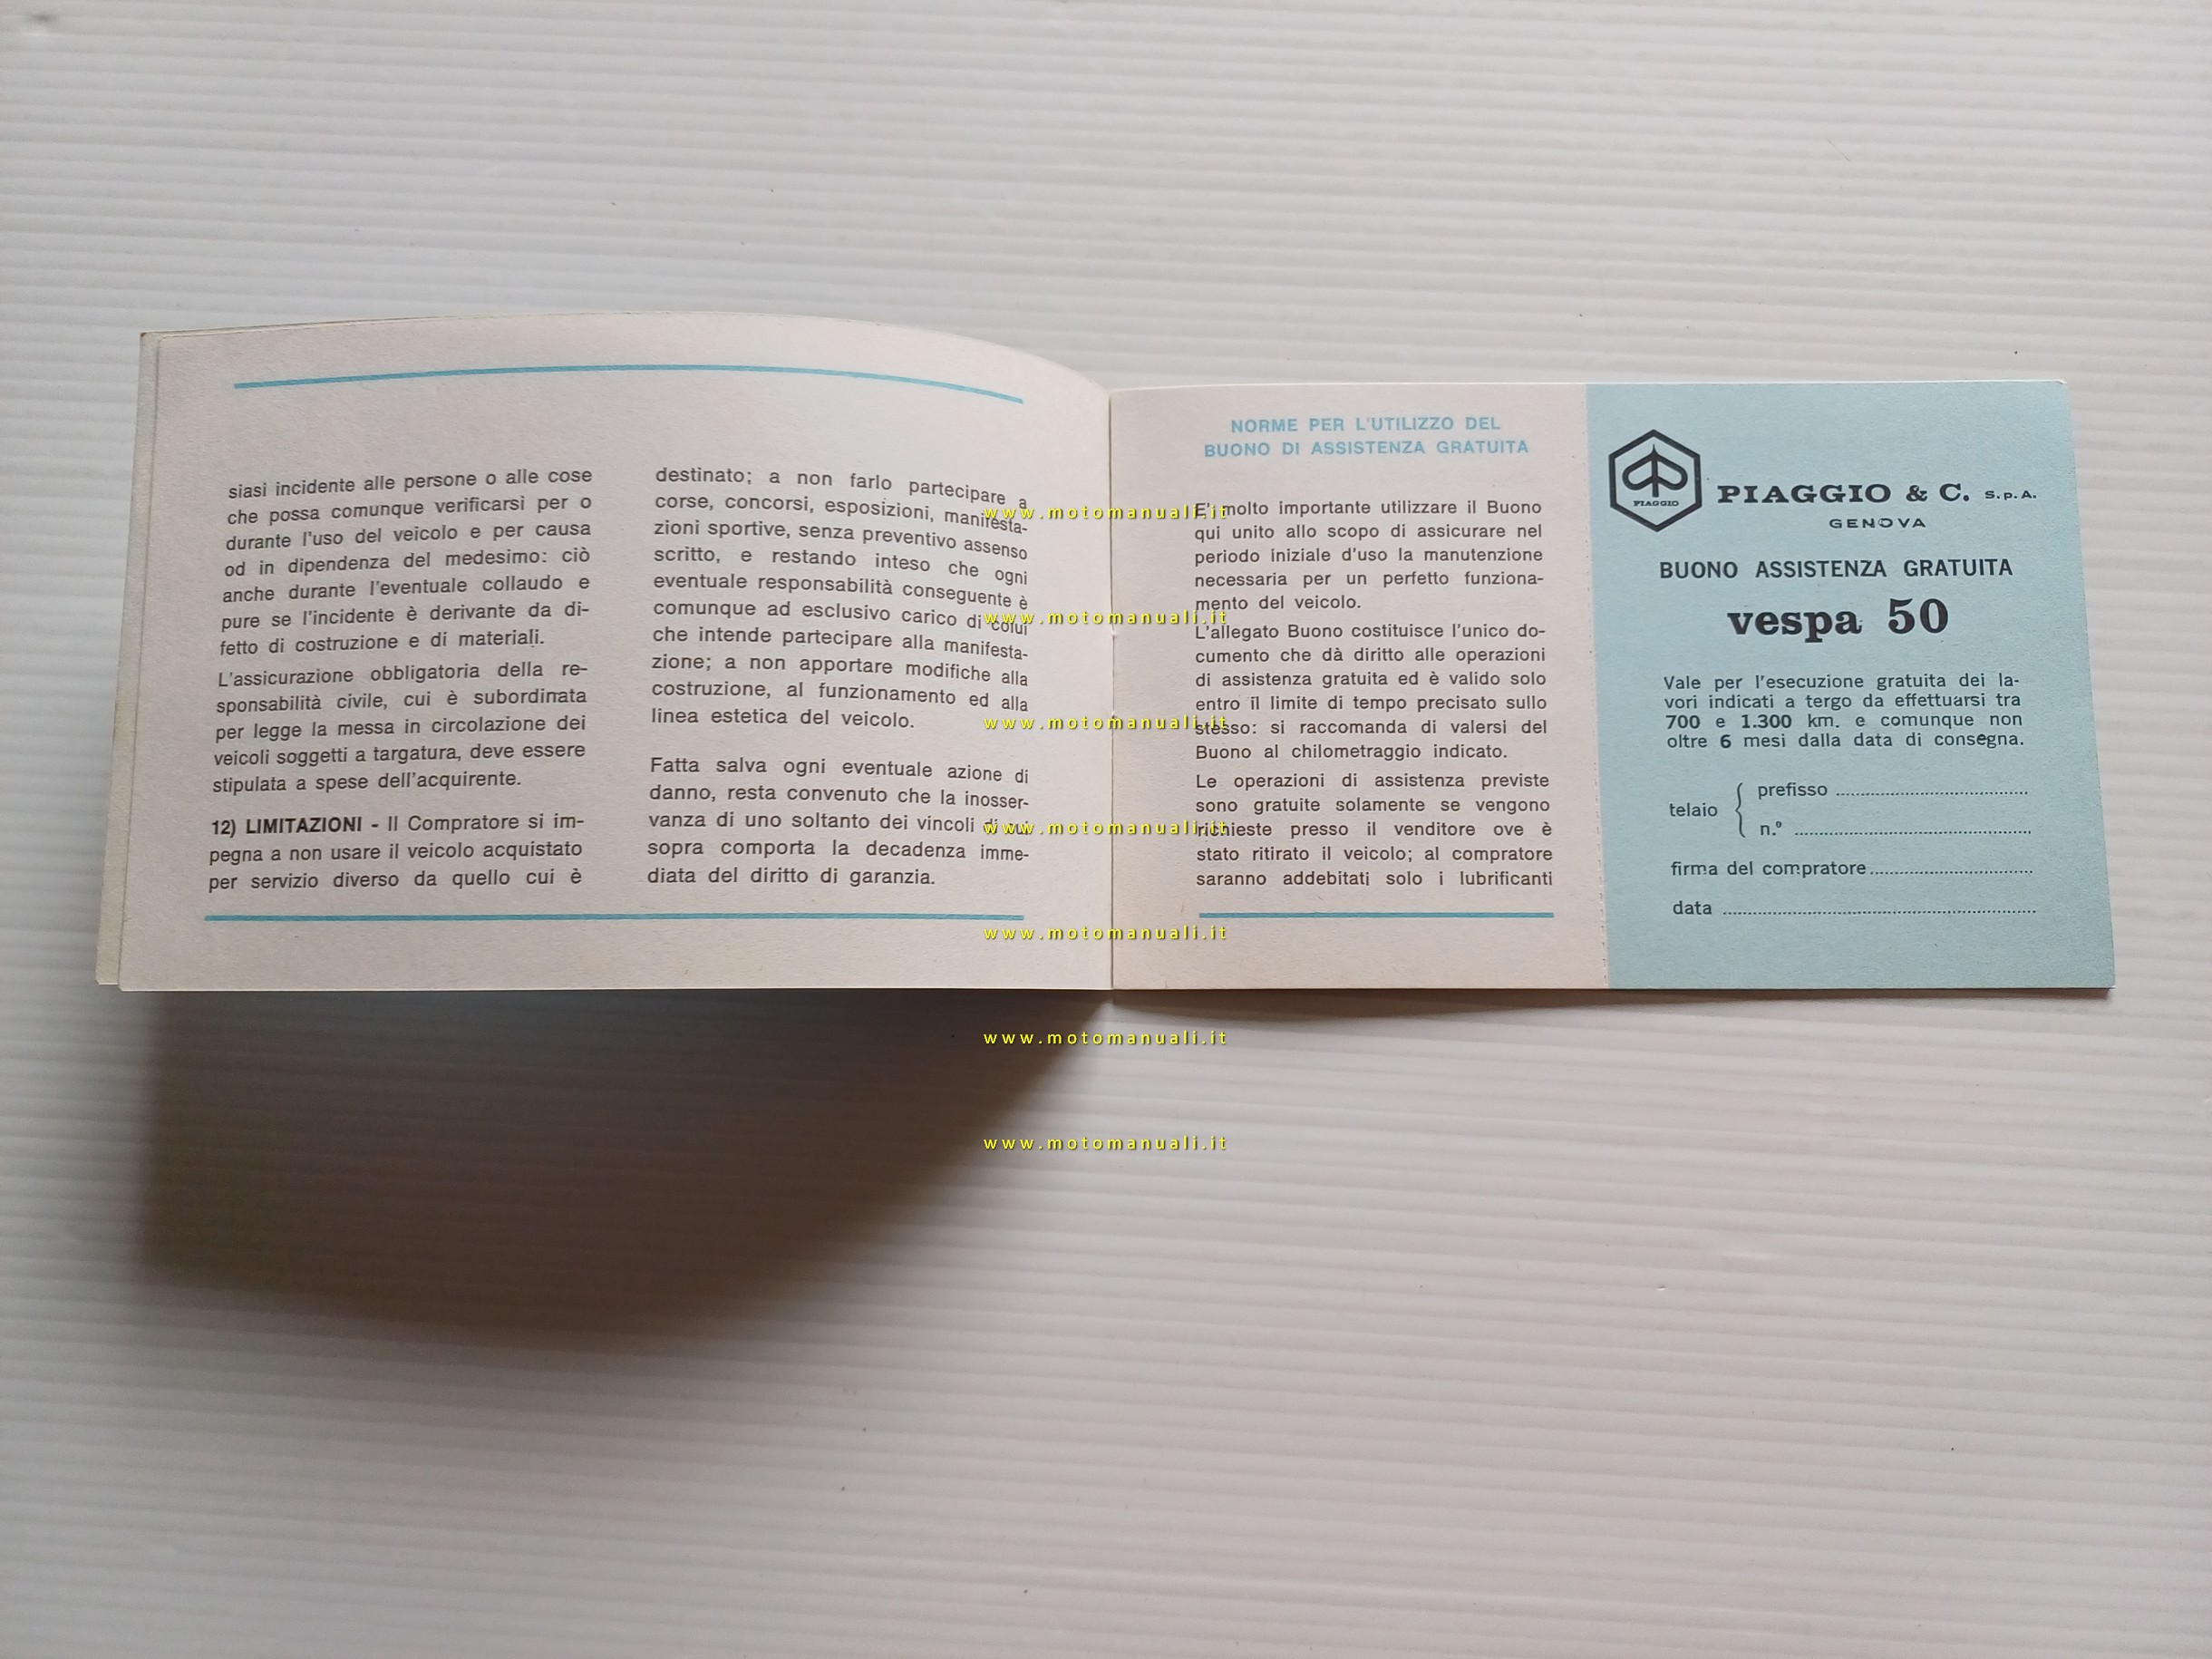 siasi incidente alle persone o alle cose
che possa comunque verificarsi per o
durante l'uso del veicolo e per causa
od in dipendenza del medesimo: ciò
anche durante l'eventuale collaudo e
pure se l'incidente è derivante da di-
fetto di costruzione e di materiali.
L'assicurazione obbligatoria della re-
sponsabilità civile, cui è subordinata
per legge la messa in circolazione dei
veicoli soggetti a targatura, deve essere
stipulata a spese dell'acquirente.
12) LIMITAZIONI - Il Compratore si im-
pegna a non usare il veicolo acquistato
per servizio diverso da quello cui è
destinato; a non farlo partecipare a
corse, concorsi, esposizioni, manifesta-
zioni sportive, senza preventivo assenso
scritto, e restando inteso che ogni
eventuale responsabilità conseguente è
comunque ad esclusivo carico di colui
che intende partecipare alla manifesta-
zione; a non apportare modifiche alla
costruzione, al funzionamento ed alla
linea estetica del veicolo.
Fatta salva ogni eventuale azione di
danno, resta convenuto che la inosser-
vanza di uno soltanto dei vincoli di cui
sopra comporta la decadenza imme-
diata del diritto di garanzia.
NORME PER L'UTILIZZO DEL
BUONO DI ASSISTENZA GRATUITA
E' molto importante utilizzare il Buono
qui unito allo scopo di assicurare nel
periodo iniziale d'uso la manutenzione
necessaria per un perfetto funziona-
mento del veicolo.
L'allegato Buono costituisce l'unico do-
cumento che dà diritto alle operazioni
di assistenza gratuita ed è valido solo
entro il limite di tempo precisato sullo
stesso: si raccomanda di valersi del
Buono al chilometraggio indicato.
Le operazioni di assistenza previste
sono gratuite solamente se vengono
richieste presso il venditore ove è
stato ritirato il veicolo; al compratore
saranno addebitati solo i lubrificanti
PIAGGIO
PIAGGIO & C. S.p.A.
GENOVA
BUONO ASSISTENZA GRATUITA
vespa 50
Vale per l'esecuzione gratuita dei la-
vori indicati a tergo da effettuarsi tra
700 e 1.300 km. e comunque non
oltre 6 mesi dalla data di consegna.
telaio
prefisso
n.º
firma del compratore
data
www.motomanuali.it
www.motomanuali.it
www.motomanuali.it
www.motomanuali.it
www.motomanuali.it
www.motomanuali.it
www.motomanuali.it